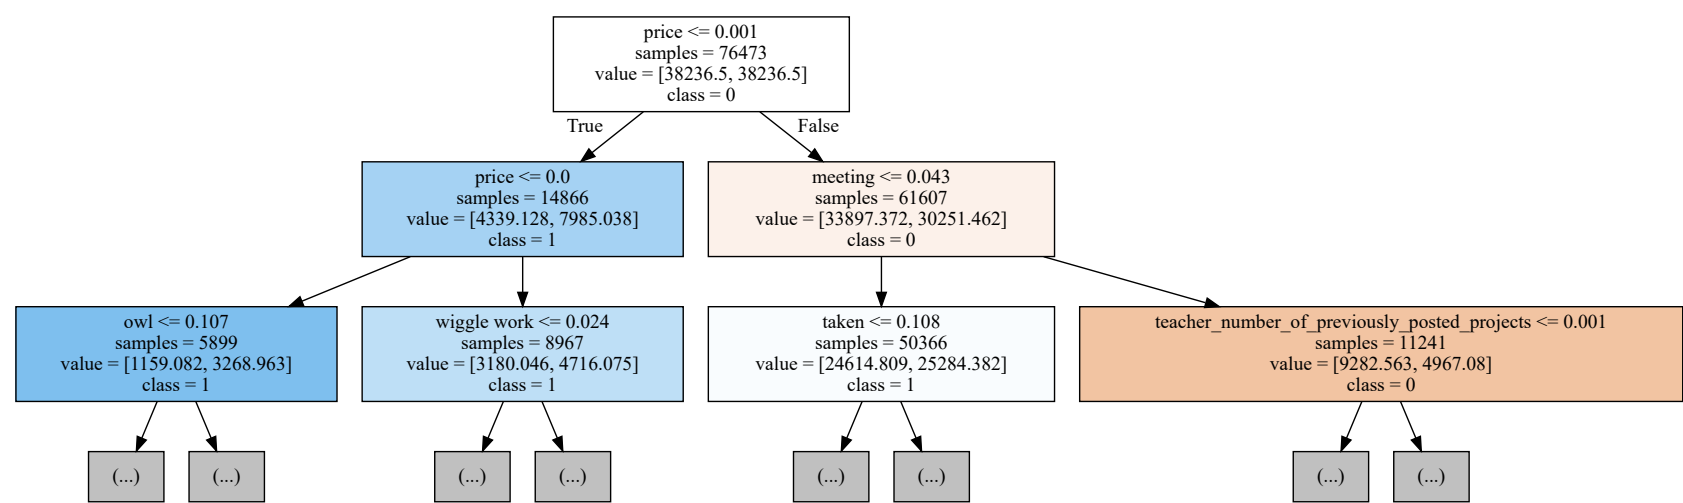 price <= 0.001
samples = 76473
value = [38236.5, 38236.5]
class = 0
True
False
price <= 0.0
samples = 14866
value = [4339.128, 7985.038]
class = 1
meeting <= 0.043
samples = 61607
value = [33897.372, 30251.462]
class = 0
owl <= 0.107
samples = 5899
value = [1159.082, 3268.963]
class = 1
wiggle work <= 0.024
samples = 8967
value = [3180.046, 4716.075]
class = 1
taken <= 0.108
samples = 50366
value = [24614.809, 25284.382]
class = 1
teacher_number_of_previously_posted_projects <= 0.001
samples = 11241
value = [9282.563, 4967.08]
class = 0
(...)
(...)
(...)
(...)
(...)
(...)
(...)
(...)